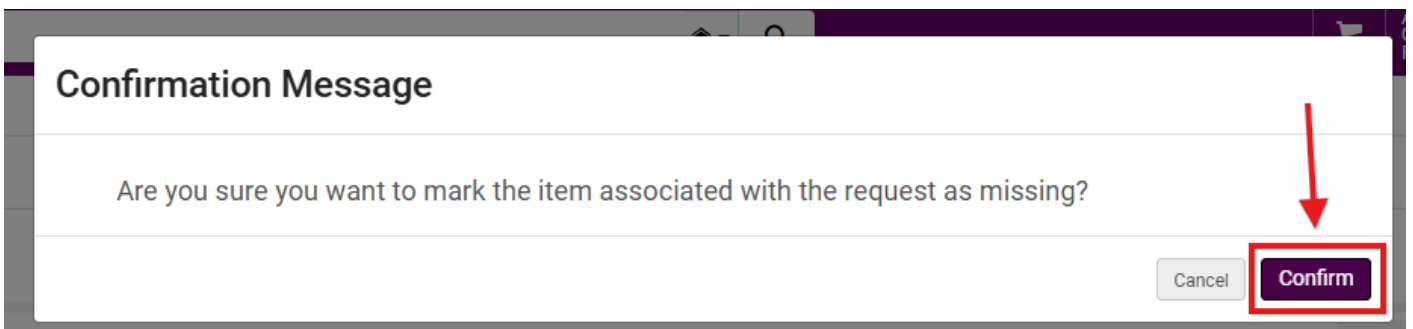 Confirmation Message
Are you sure you want to mark the item associated with the request as missing?
Cancel
Confirm